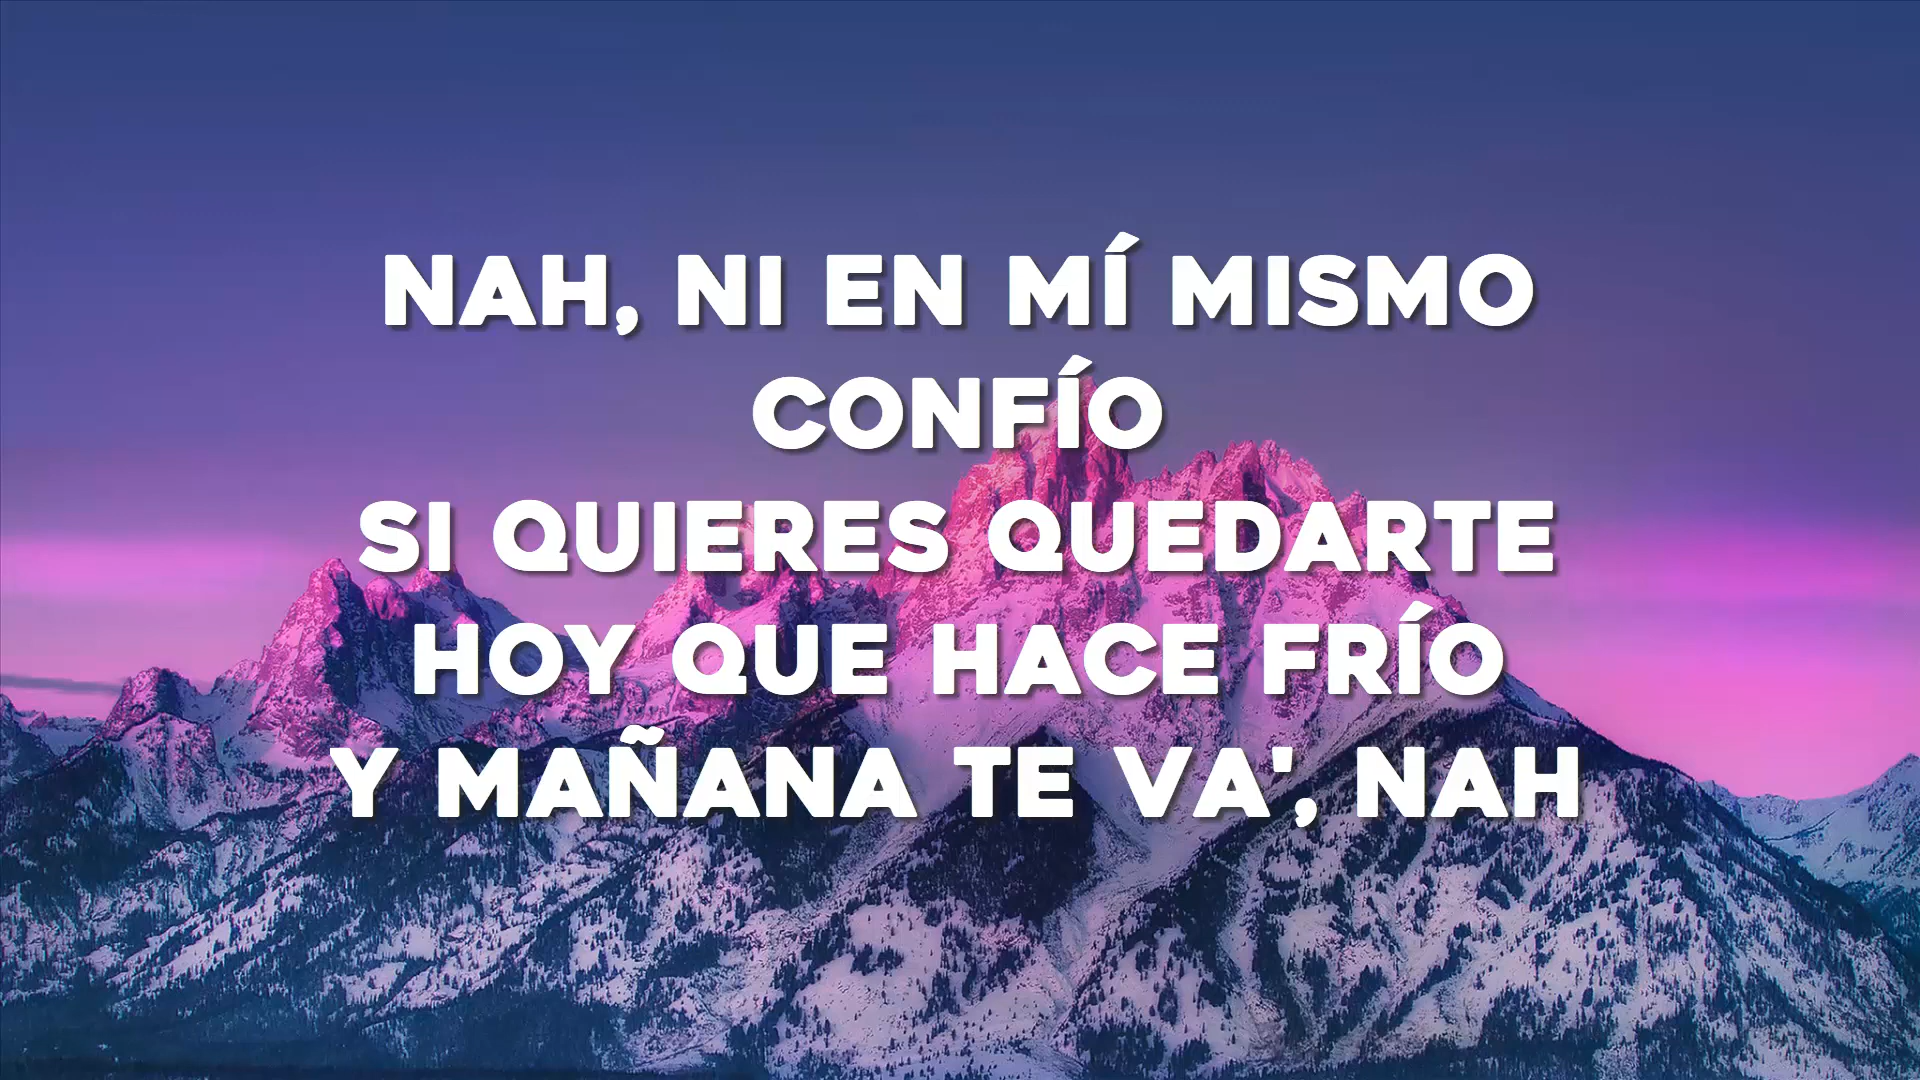 NAH, NI EN MÍ MISMO
CONFÍO
SI QUIERES QUEDARTE
HOY QUE HACE FRÍO
Y MAÑANA TE VA', NAH